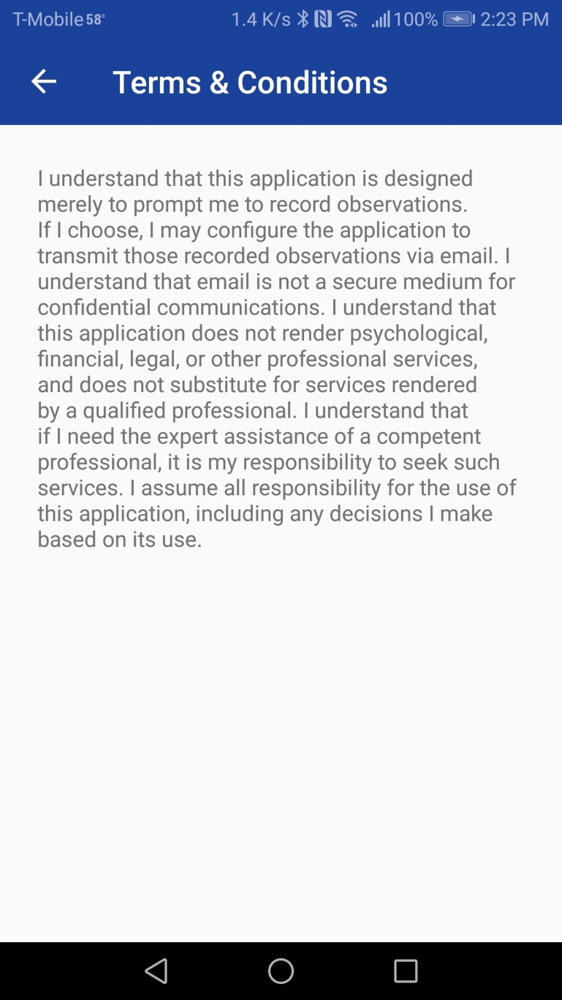 T-Mobile 58° 1.4 K/s 100% 2:23 PM
Terms & Conditions
I understand that this application is designed
merely to prompt me to record observations.
If I choose, I may configure the application to
transmit those recorded observations via email. I
understand that email is not a secure medium for
confidential communications. I understand that
this application does not render psychological,
financial, legal, or other professional services,
and does not substitute for services rendered
by a qualified professional. I understand that
if I need the expert assistance of a competent
professional, it is my responsibility to seek such
services. I assume all responsibility for the use of
this application, including any decisions I make
based on its use.